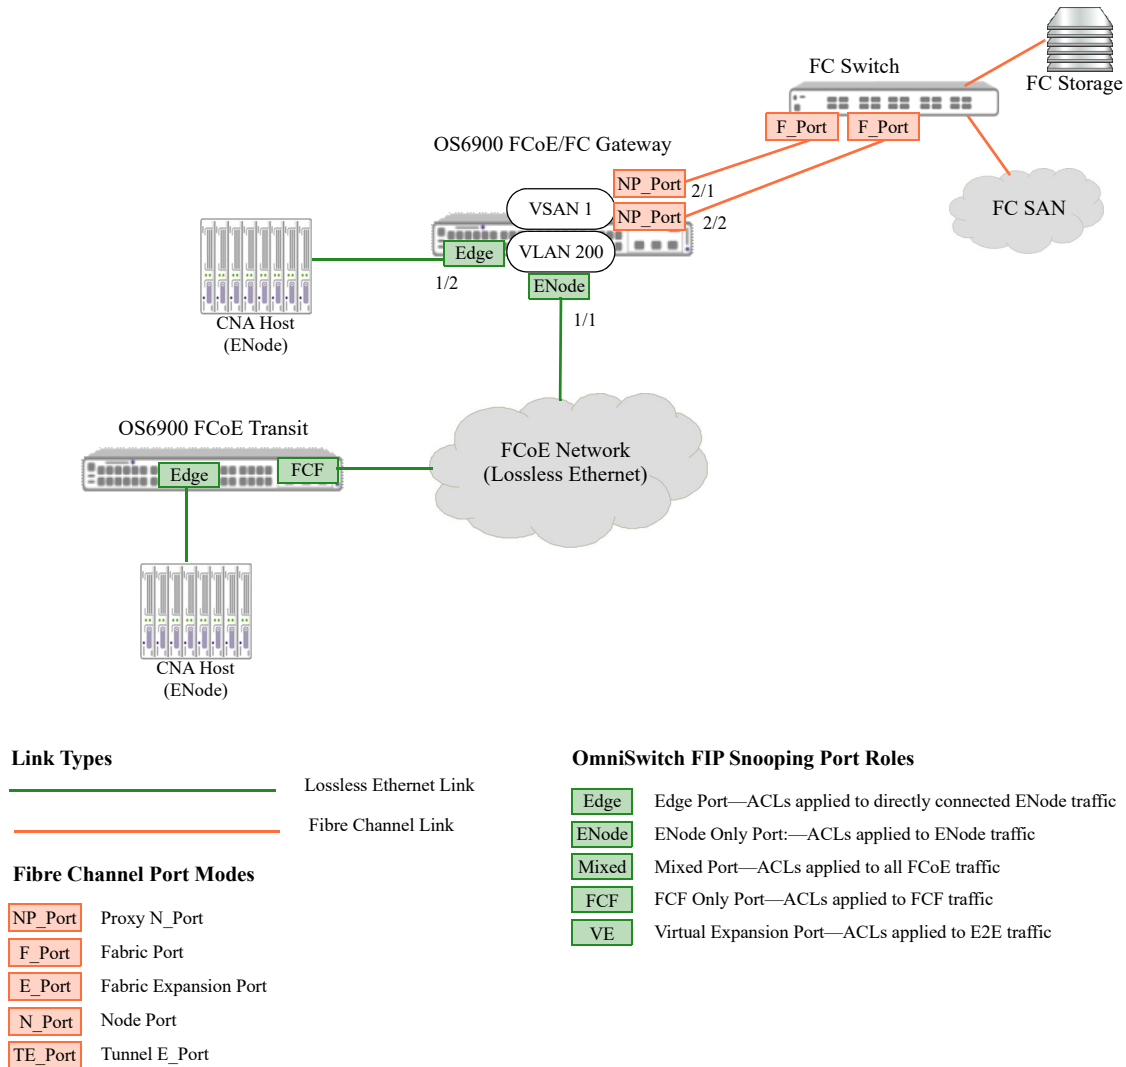 FC Switch
FC Storage
F_Port
F_Port
OS6900 FCoE/FC Gateway
NP_Port
2/1
VSAN 1
NP_Port
2/2
FC SAN
Edge
VLAN 200
1/2
ENode
1/1
CNA Host
(ENode)
OS6900 FCoE Transit
Edge
FCF
FCoE Network
(Lossless Ethernet)
CNA Host
(ENode)
Link Types
Lossless Ethernet Link
Fibre Channel Link
Fibre Channel Port Modes
NP_Port Proxy N_Port
F_Port Fabric Port
E_Port Fabric Expansion Port
N_Port Node Port
TE_Port Tunnel E_Port
OmniSwitch FIP Snooping Port Roles
Edge Edge Port—ACLs applied to directly connected ENode traffic
ENode ENode Only Port:—ACLs applied to ENode traffic
Mixed Mixed Port—ACLs applied to all FCoE traffic
FCF FCF Only Port—ACLs applied to FCF traffic
VE Virtual Expansion Port—ACLs applied to E2E traffic